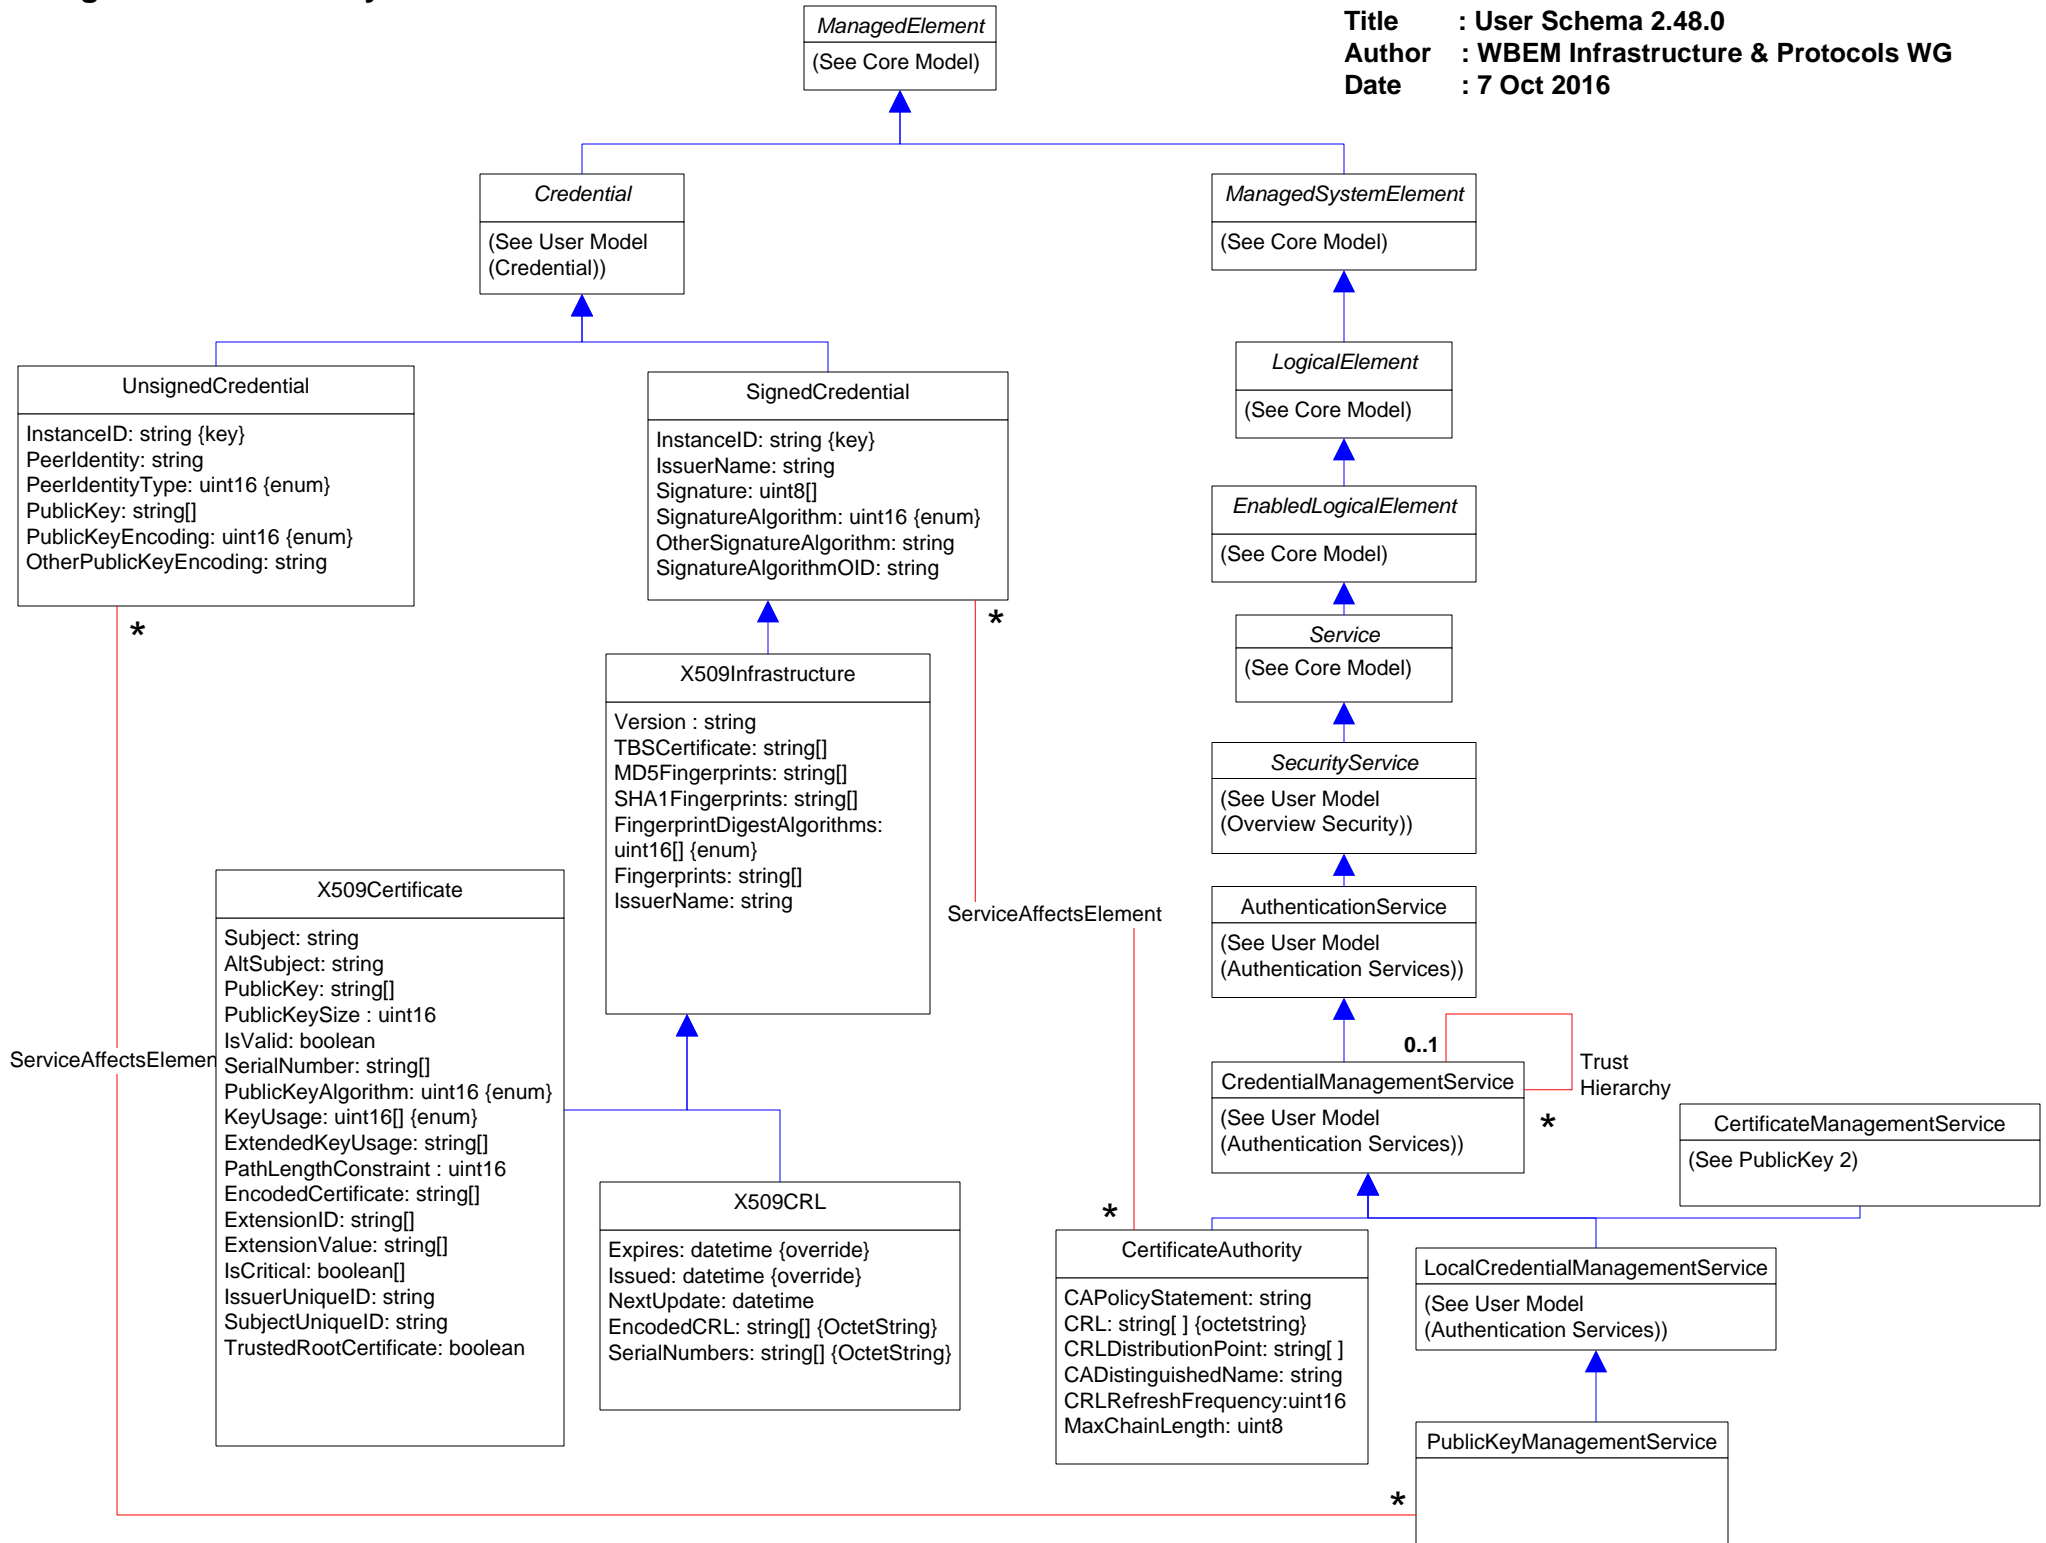 Title : User Schema 2.48.0
Author : WBEM Infrastructure & Protocols WG
Date : 7 Oct 2016
ManagedElement
(See Core Model)
Credential
(See User Model
(Credential))
ManagedSystemElement
(See Core Model)
LogicalElement
(See Core Model)
UnsignedCredential
InstanceID: string {key}
PeerIdentity: string
PeerIdentityType: uint16 {enum}
PublicKey: string[]
PublicKeyEncoding: uint16 {enum}
OtherPublicKeyEncoding: string
*
SignedCredential
InstanceID: string {key}
IssuerName: string
Signature: uint8[]
SignatureAlgorithm: uint16 {enum}
OtherSignatureAlgorithm: string
SignatureAlgorithmOID: string
*
EnabledLogicalElement
(See Core Model)
Service
(See Core Model)
X509Infrastructure
Version : string
TBSCertificate: string[]
MD5Fingerprints: string[]
SHA1Fingerprints: string[]
FingerprintDigestAlgorithms:
uint16[] {enum}
Fingerprints: string[]
IssuerName: string
SecurityService
(See User Model
(Overview Security))
ServiceAffectsElement
AuthenticationService
(See User Model
(Authentication Services))
X509Certificate
Subject: string
AltSubject: string
PublicKey: string[]
PublicKeySize : uint16
IsValid: boolean
SerialNumber: string[]
PublicKeyAlgorithm: uint16 {enum}
KeyUsage: uint16[] {enum}
ExtendedKeyUsage: string[]
PathLengthConstraint : uint16
EncodedCertificate: string[]
ExtensionID: string[]
ExtensionValue: string[]
IsCritical: boolean[]
IssuerUniqueID: string
SubjectUniqueID: string
TrustedRootCertificate: boolean
ServiceAffectsElemen
0..1
Trust
Hierarchy
CredentialManagementService
(See User Model
(Authentication Services))
*
CertificateManagementService
(See PublicKey 2)
X509CRL
Expires: datetime {override}
Issued: datetime {override}
NextUpdate: datetime
EncodedCRL: string[] {OctetString}
SerialNumbers: string[] {OctetString}
*
CertificateAuthority
CAPolicyStatement: string
CRL: string[ ] {octetstring}
CRLDistributionPoint: string[ ]
CADistinguishedName: string
CRLRefreshFrequency:uint16
MaxChainLength: uint8
LocalCredentialManagementService
(See User Model
(Authentication Services))
PublicKeyManagementService
*